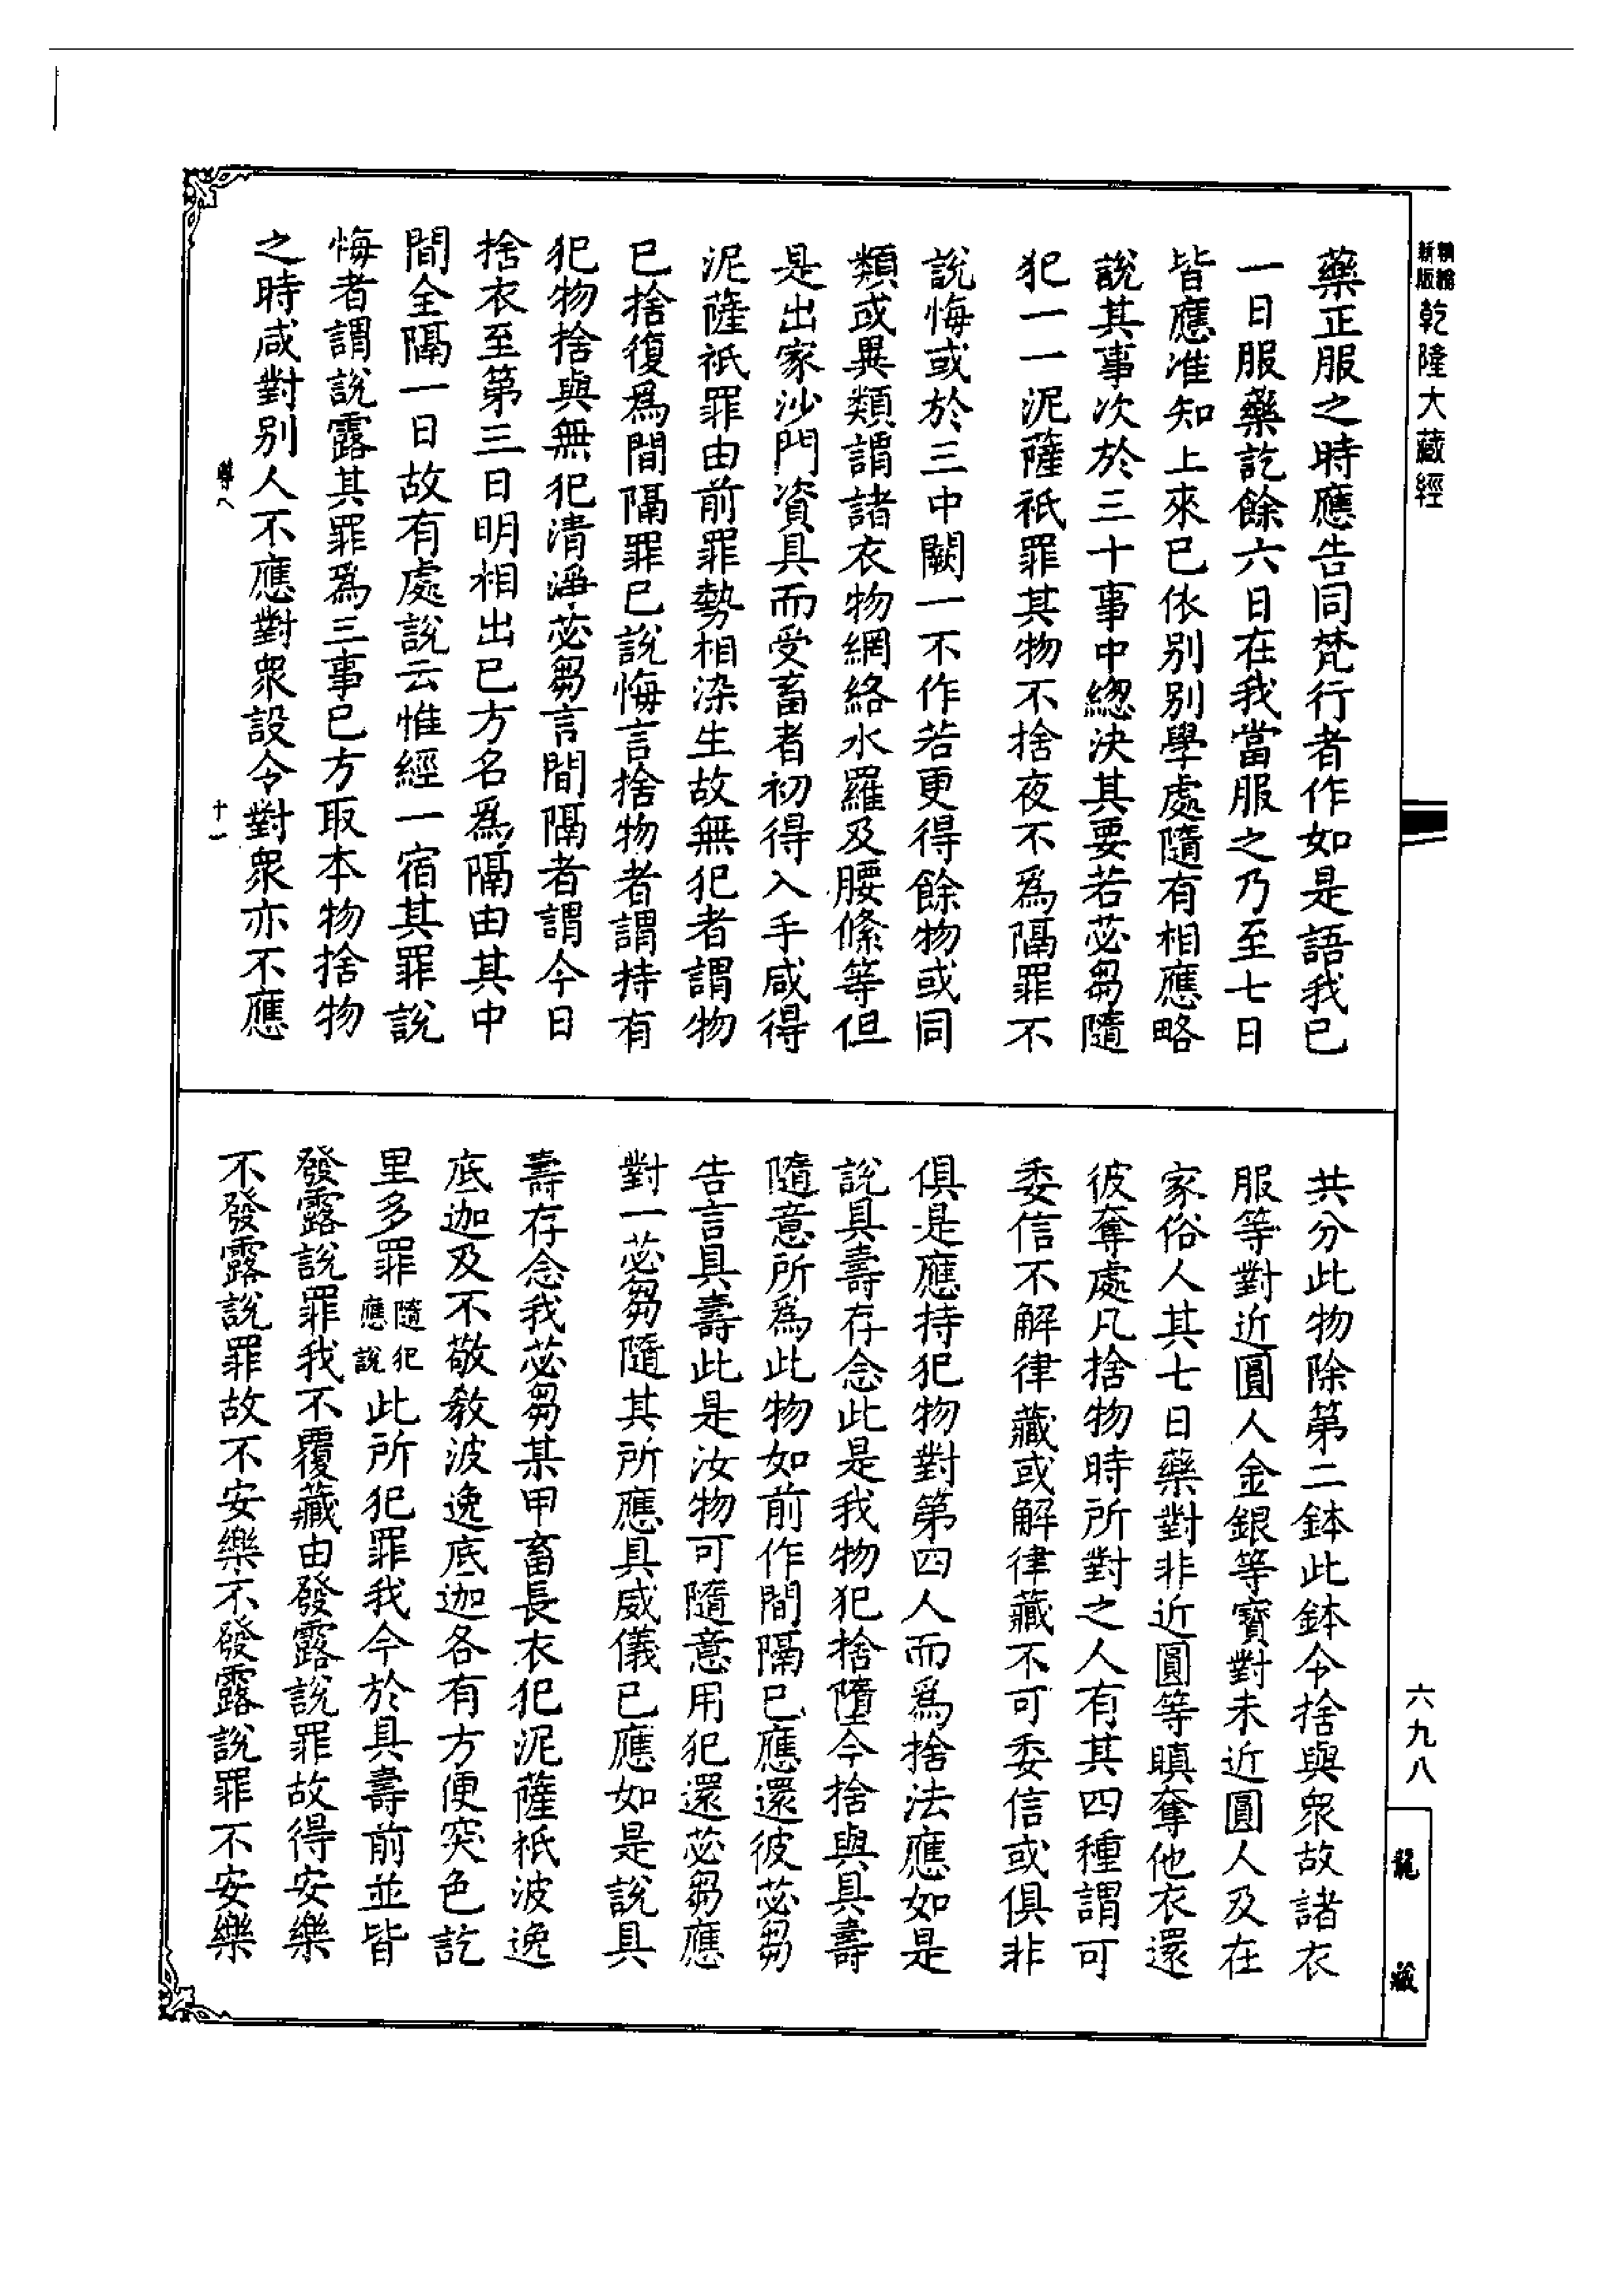 新版
乾隆大藏經
藥正服之時應告同梵行者作如是語我已
一日服藥訖餘六日在我當服之乃至七日
皆應准知上來已依別別學處隨有相應略
說其事次於三十事中緫決其要若苾芻隨
犯一一泥薩祇罪其物不捨夜不爲隔罪不
說悔或於三中闕一不作若更得餘物或同
類或異類謂諸衣物網絡水羅及腰絛等但
是出家沙門資具而受畜者初得入手咸得
泥薩祇罪由前罪勢相染生故無犯者謂物
已捨復爲間隔罪已說悔言捨物者謂持有
犯物捨與無犯清淨苾芻言間隔者謂今日
捨衣至第三日明相出已方名爲隔由其中
間全隔一日故有處說云惟經一宿其罪說
悔者謂說露其罪爲三事已方取本物捨物
之時咸對別人不應對衆設令對衆亦不應
十一
共分此物除第二鉢此鉢令捨與衆故諸衣
服等對近圓人金銀等寶對未近圓人及在
家俗人其七日藥對非近圓等瞋奪他衣還
彼奪處凡捨物時所對之人有其四種謂可
委信不解律藏或解律藏不可委信或俱非
俱是應持犯物對第四人而爲捨法應如是
說具壽存念此是我物犯捨墮今捨與具壽
隨意所爲此物如前作間隔已應還彼苾芻
告言具壽此是汝物可隨意用犯還苾芻應
對一苾芻隨其所應具威儀已應如是說具
壽存念我苾芻某甲畜長衣犯泥薩祇波逸
底迦及不敬教波逸底迦各有方便突色訖
里多罪隨犯應說此所犯罪我今於具壽前並皆
發露說罪我不覆藏由發露說罪故得安樂
不發露說罪故不安樂不發露說罪不安樂
六九八
龍藏